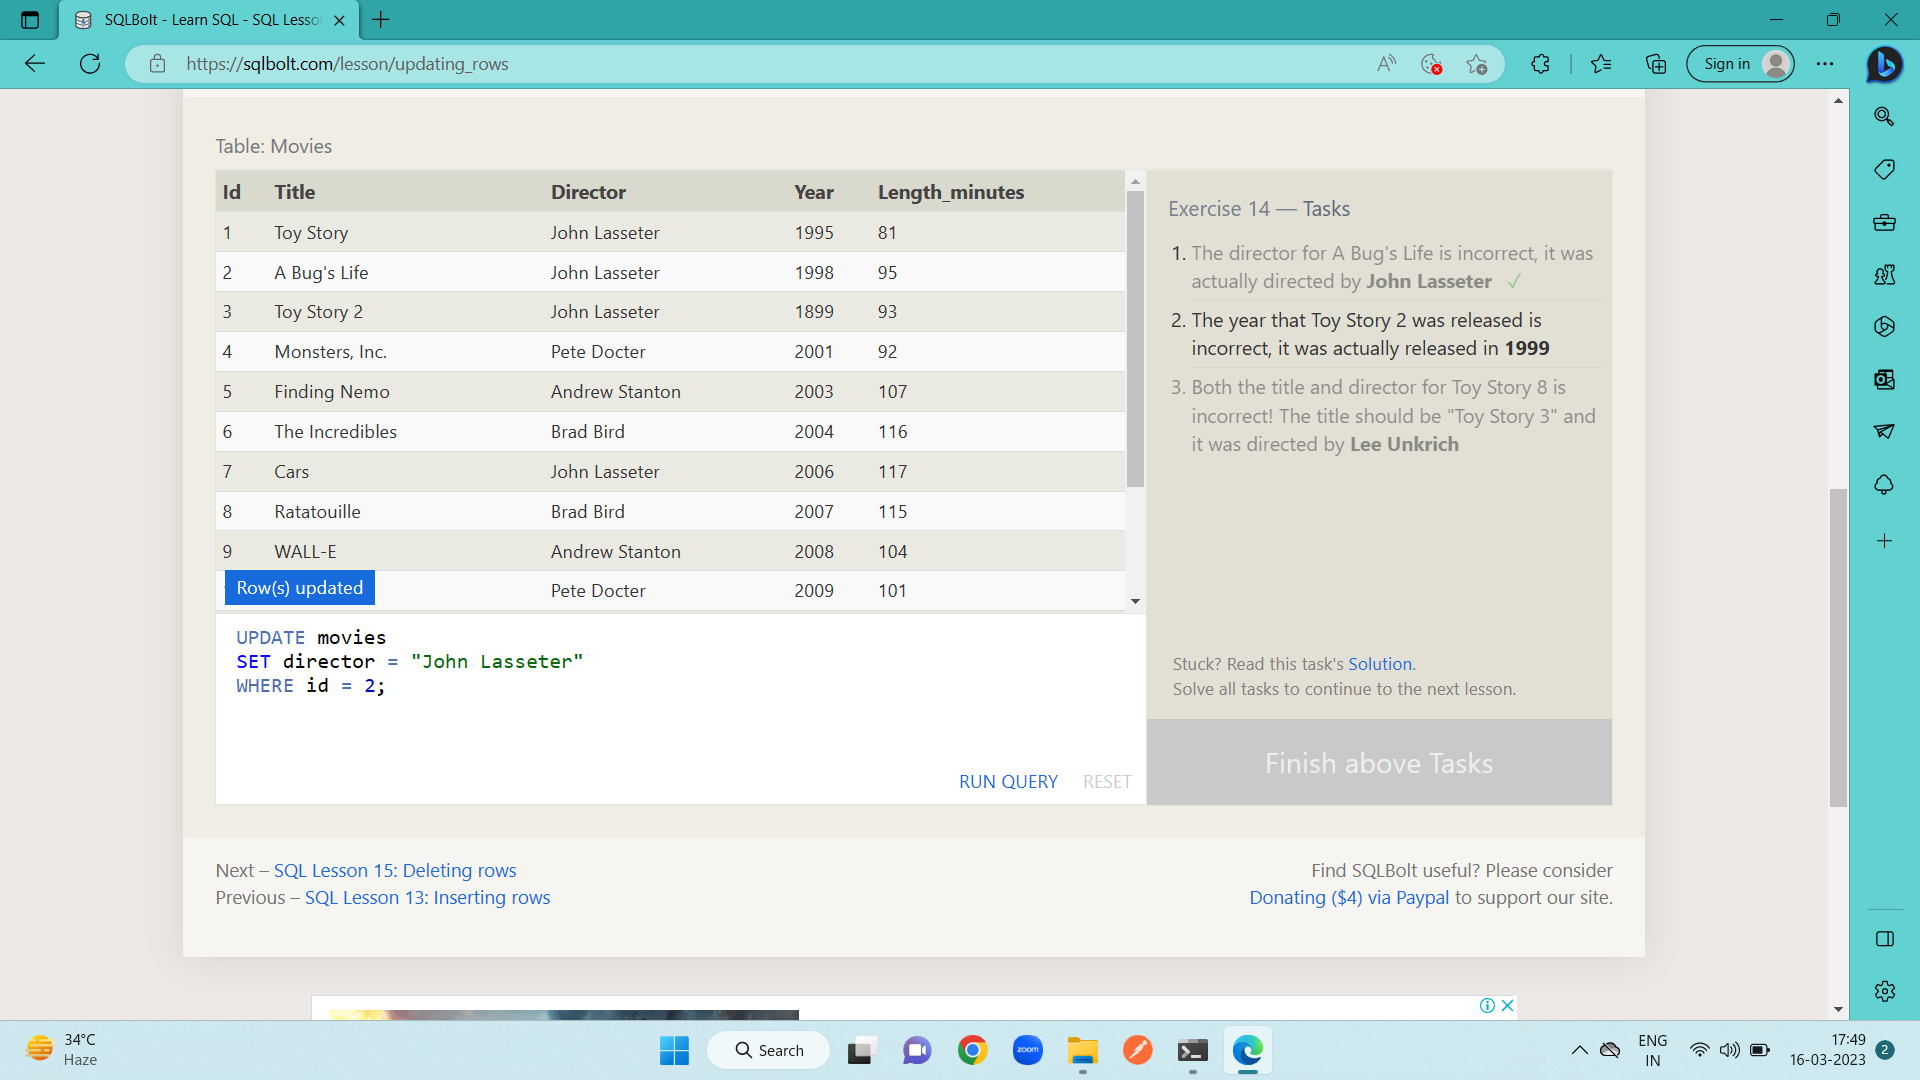 SQLBolt - Learn SQL - SQL Lesso
https://sqlbolt.com/lesson/updating_rows
Sign in
Table: Movies
Id Title Director Year Length_minutes
1 Toy Story John Lasseter 1995 81
2 A Bug's Life John Lasseter 1998 95
3 Toy Story 2 John Lasseter 1899 93
4 Monsters, Inc. Pete Docter 2001 92
5 Finding Nemo Andrew Stanton 2003 107
6 The Incredibles Brad Bird 2004 116
7 Cars John Lasseter 2006 117
8 Ratatouille Brad Bird 2007 115
9 WALL-E Andrew Stanton 2008 104
Pete Docter 2009 101
Row(s) updated
UPDATE movies
SET director = "John Lasseter"
WHERE id = 2;
RUN QUERY RESET
Exercise 14 — Tasks
1. The director for A Bug's Life is incorrect, it was
actually directed by John Lasseter ✓
2. The year that Toy Story 2 was released is
incorrect, it was actually released in 1999
3. Both the title and director for Toy Story 8 is
incorrect! The title should be "Toy Story 3" and
it was directed by Lee Unkrich
Stuck? Read this task's Solution.
Solve all tasks to continue to the next lesson.
Finish above Tasks
Next – SQL Lesson 15: Deleting rows
Previous – SQL Lesson 13: Inserting rows
Find SQLBolt useful? Please consider
Donating ($4) via Paypal to support our site.
34°C
Haze
Search
zoom
ENG
IN
17:49
16-03-2023
2